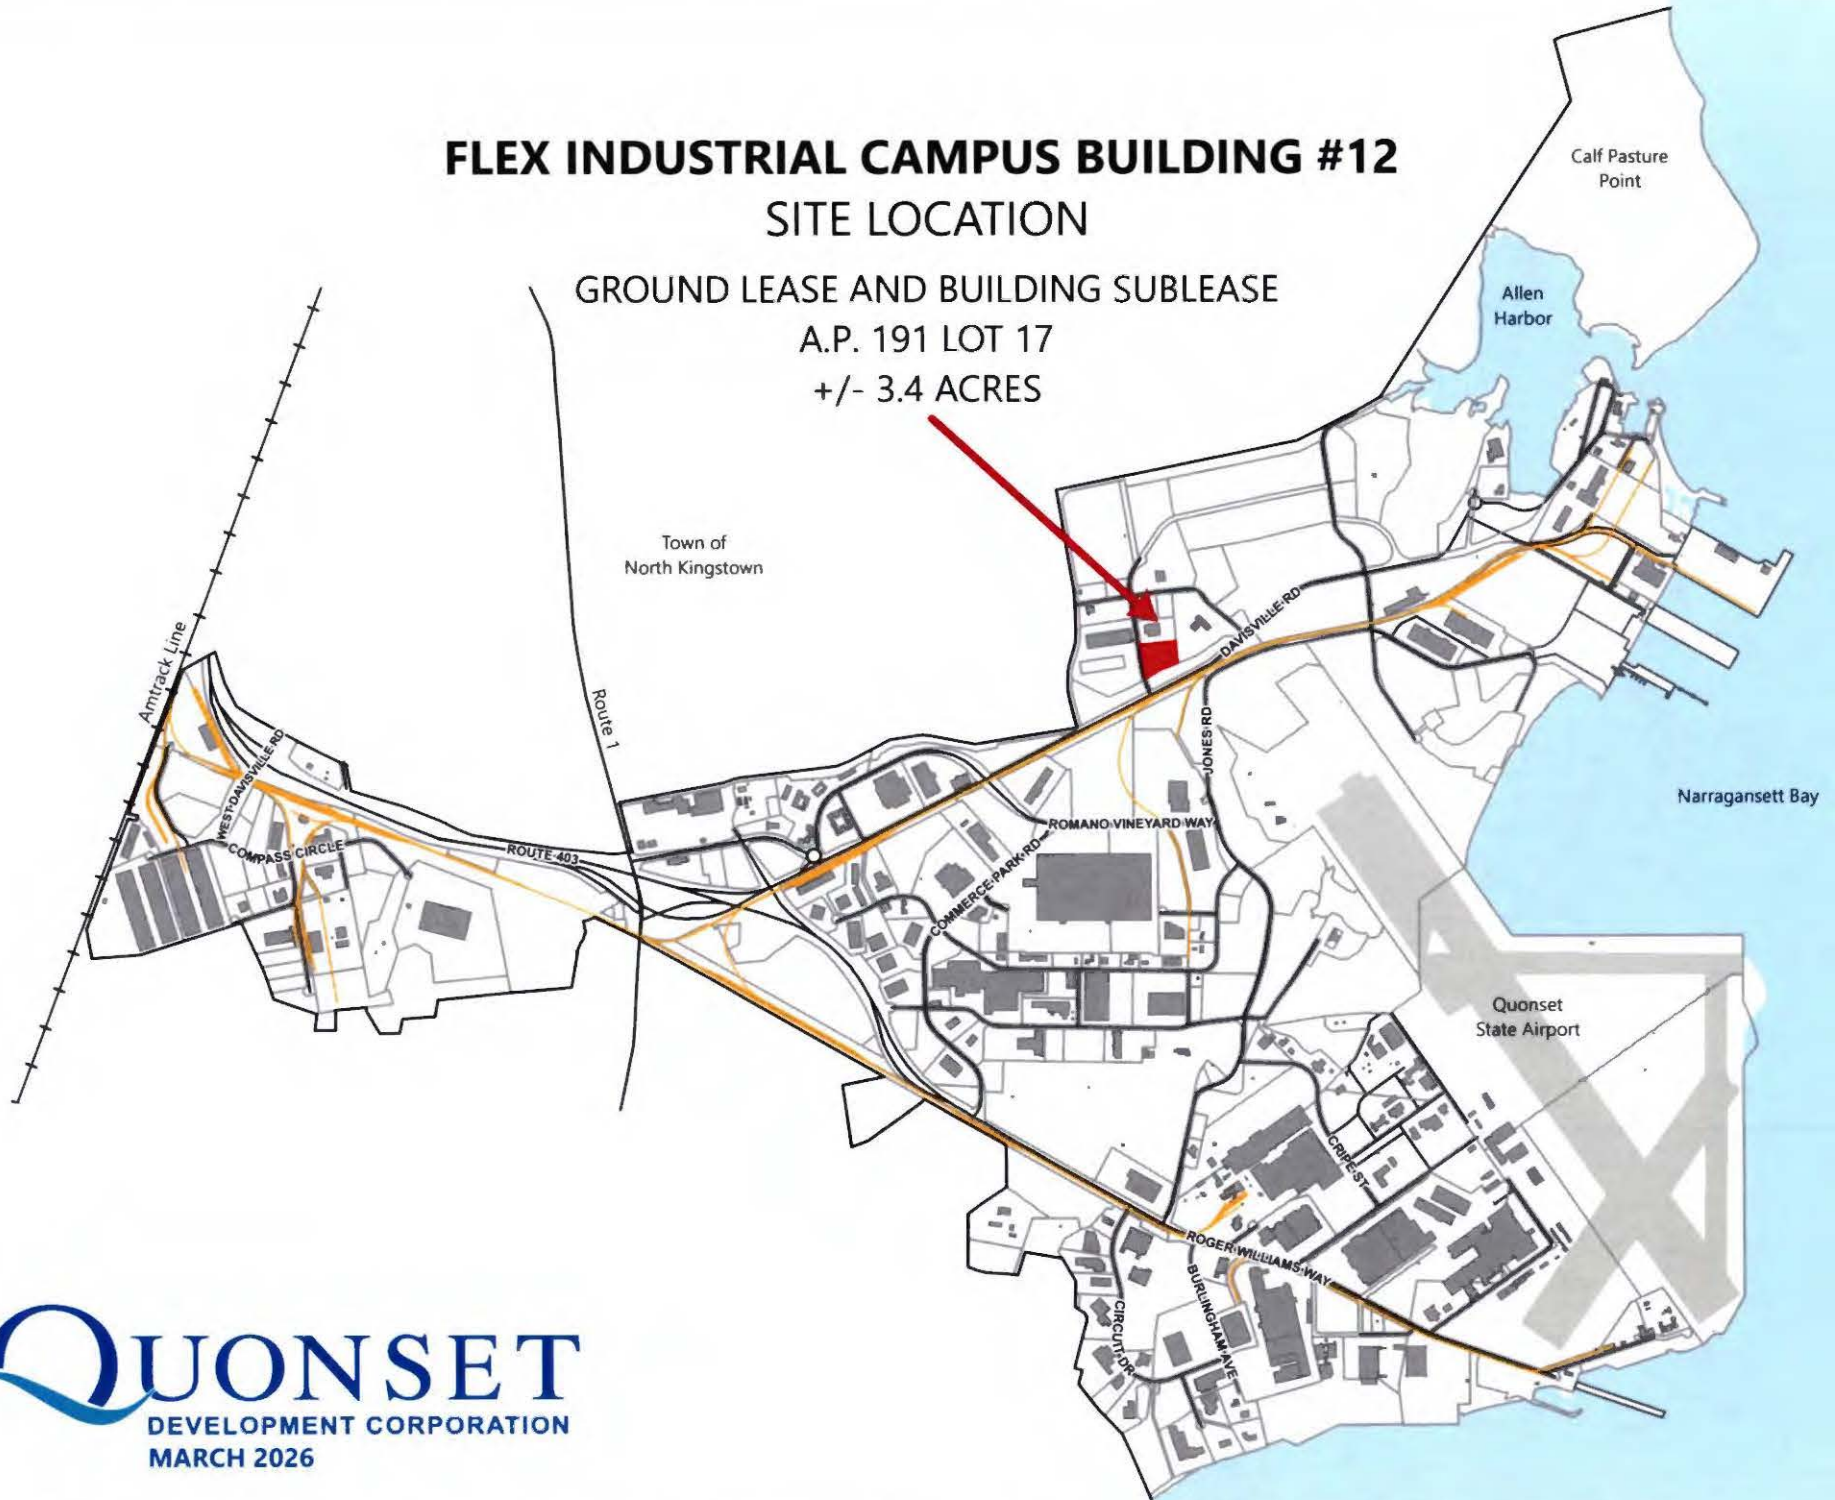 FLEX INDUSTRIAL CAMPUS BUILDING #12
SITE LOCATION
GROUND LEASE AND BUILDING SUBLEASE
A.P. 191 LOT 17
+/- 3.4 ACRES
Calf Pasture
Point
Allen
Harbor
Town of
North Kingstown
Amtrack Line
Route 1
DAVISVILLE RD
JONES RD
WEST DAVISVILLE RD
COMPASS CIRCLE
ROUTE 403
ROMANO VINEYARD WAY
COMMERCE PARK RD
Narragansett Bay
Quonset
State Airport
CRIPE ST
ROGER WILLIAMS WAY
BURLINGHAM AVE
CIRCUIT DR
QUONSET
DEVELOPMENT CORPORATION
MARCH 2026